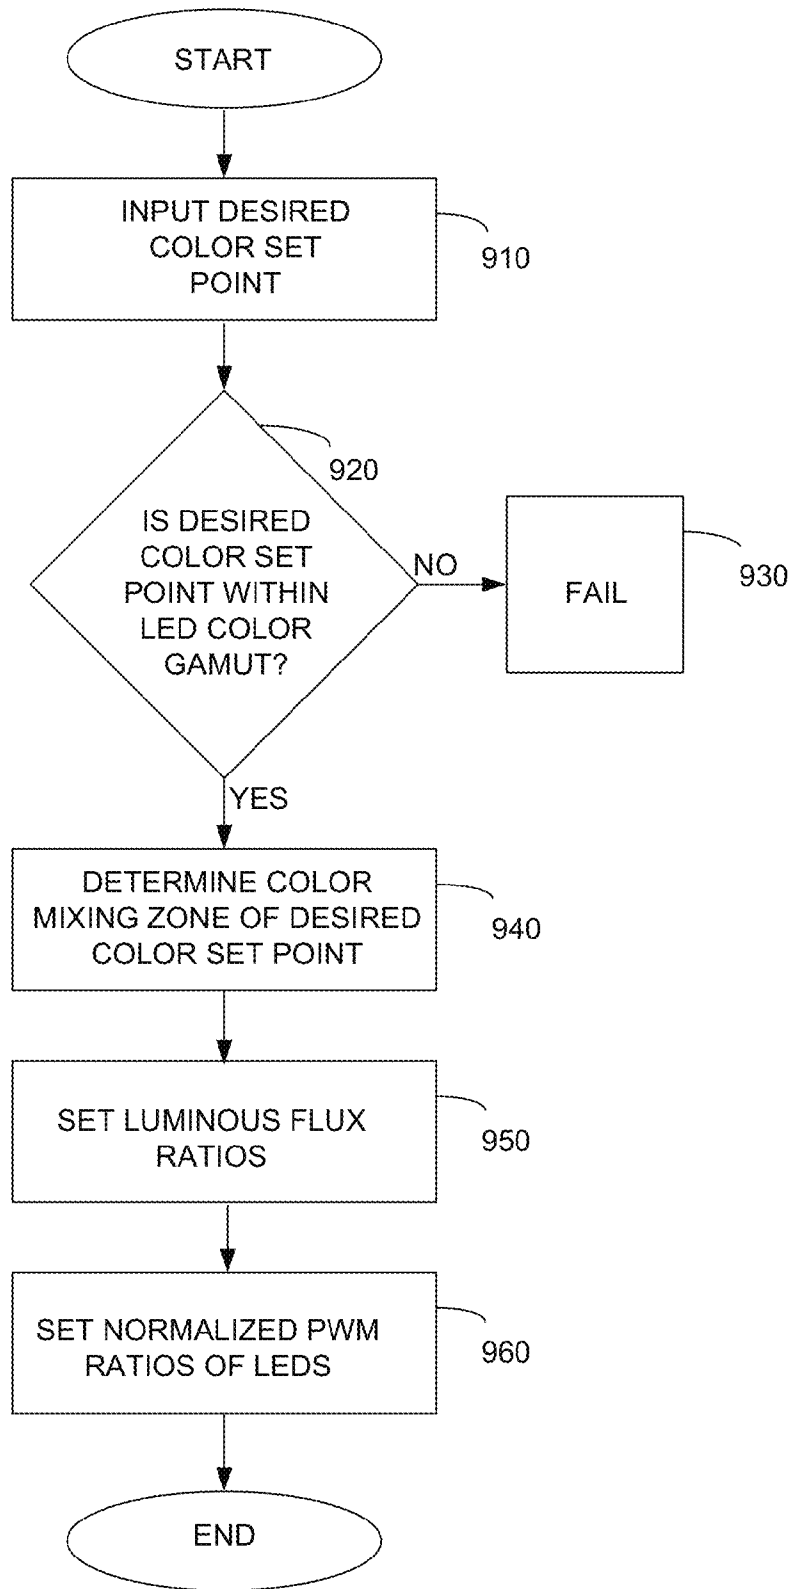 START
INPUT DESIRED
COLOR SET
POINT
910
920
IS DESIRED
COLOR SET
POINT WITHIN
LED COLOR
GAMUT?
NO
FAIL
930
YES
DETERMINE COLOR
MIXING ZONE OF DESIRED
COLOR SET POINT
940
SET LUMINOUS FLUX
RATIOS
950
SET NORMALIZED PWM
RATIOS OF LEDS
960
END